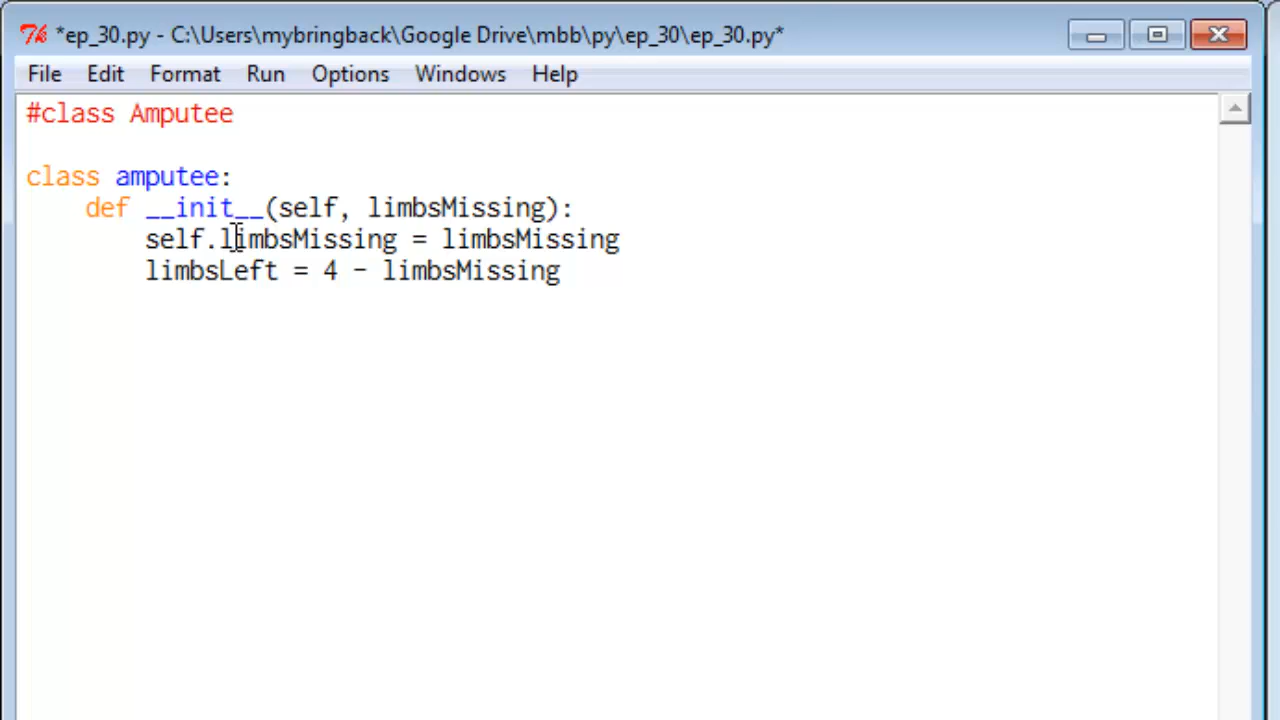 *ep_30.py - C:\Users\mybringback\Google Drive\mbb\py\ep_30\ep_30.py*
File Edit Format Run Options Windows Help
#class Amputee
class amputee:
    def __init__(self, limbsMissing):
        self.limbsMissing = limbsMissing
        limbsLeft = 4 - limbsMissing